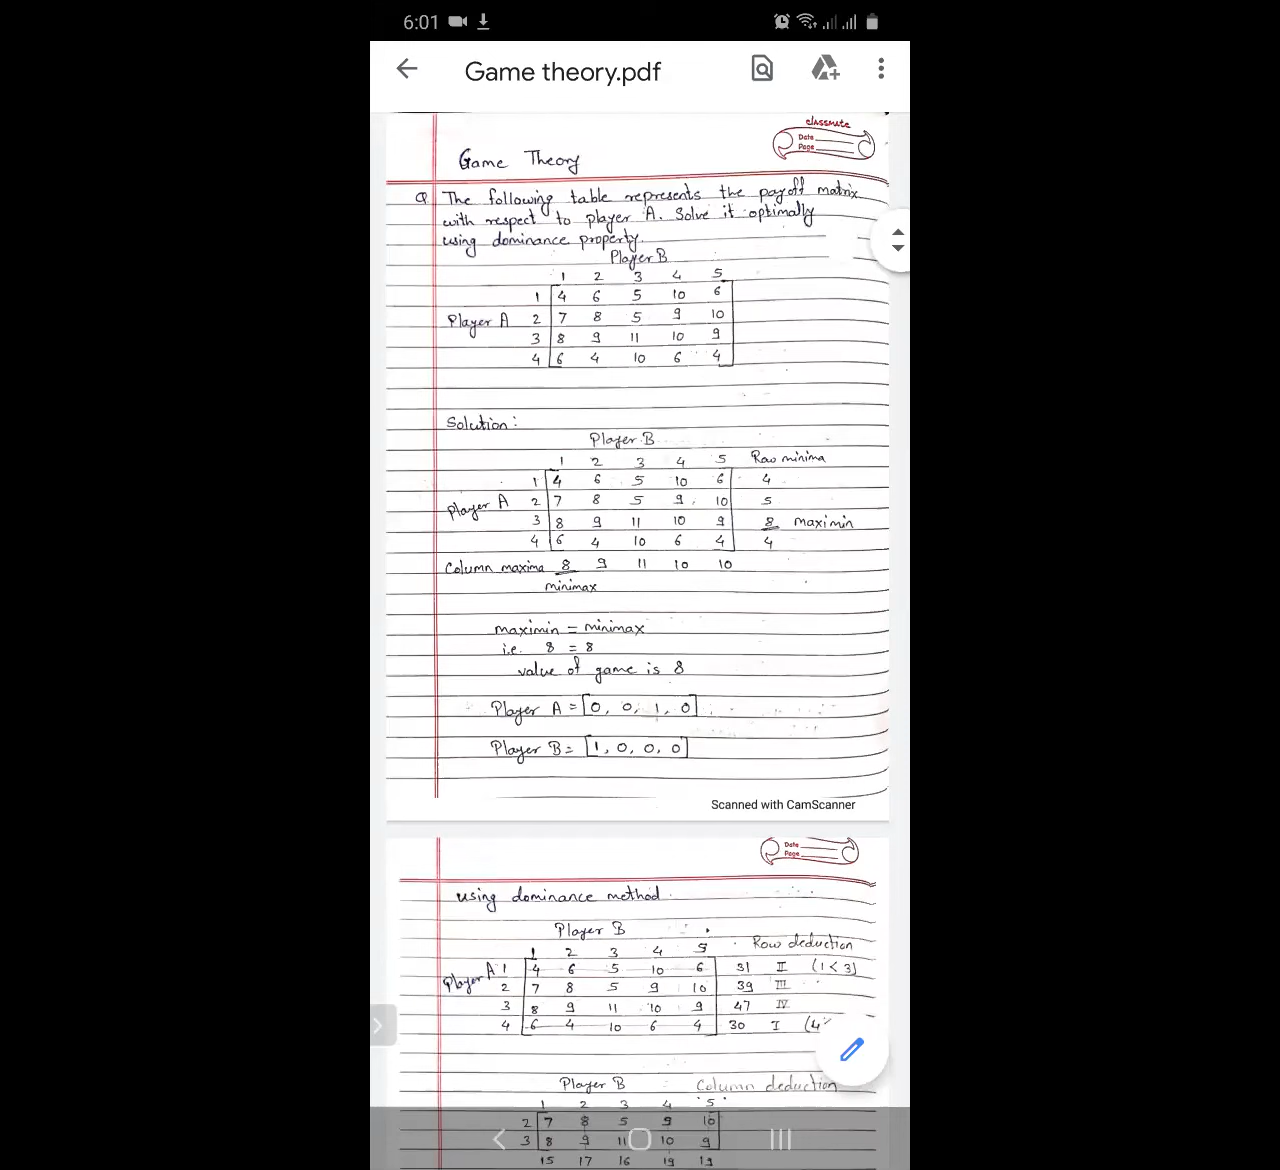 6:01
Game theory.pdf
classmate
Date
Page
Game Theory
Q The following table represents the payoff matrix
with respect to player A. Solve it optimally
using dominance property.
Player B
1 2 3 4 5
1 4 6 5 10 6
Player A 2 7 8 5 9 10
3 8 9 11 10 9
4 6 4 10 6 4
Solution:
Player B
1 2 3 4 5 Row minima
1 4 6 5 10 6 4
Player A 2 7 8 5 9 10 5
3 8 9 11 10 9 8 maximin
4 6 4 10 6 4 4
Column maxima 8 9 11 10 10
minimax
maximin = minimax
i.e. 8 = 8
value of game is 8
Player A = [0, 0, 1, 0]
Player B = [1, 0, 0, 0]
Scanned with CamScanner
Date
Page
using dominance method
Player B
1 2 3 4 5 Row deduction
Player A 1 4 6 5 10 6 31 II (1<3)
2 7 8 5 9 10 39 III
3 8 9 11 10 9 47 IV
4 6 4 10 6 4 30 I (4
Player B Column deduction
1 2 3 4 5
2 7 8 5 9 10
3 8 9 11 10 9
15 17 16 19 19